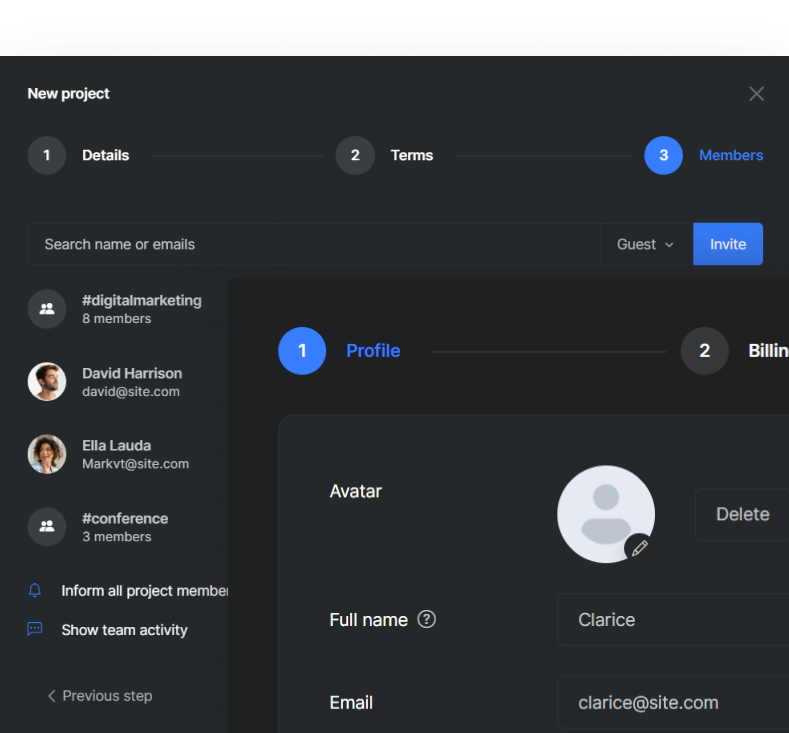 New project
1 Details 2 Terms 3 Members
Search name or emails Guest Invite
#digitalmarketing
8 members
David Harrison
david@site.com
Ella Lauda
Markvt@site.com
#conference
3 members
Inform all project member
Show team activity
Previous step
1 Profile 2 Billin
Avatar Delete
Full name ? Clarice
Email clarice@site.com